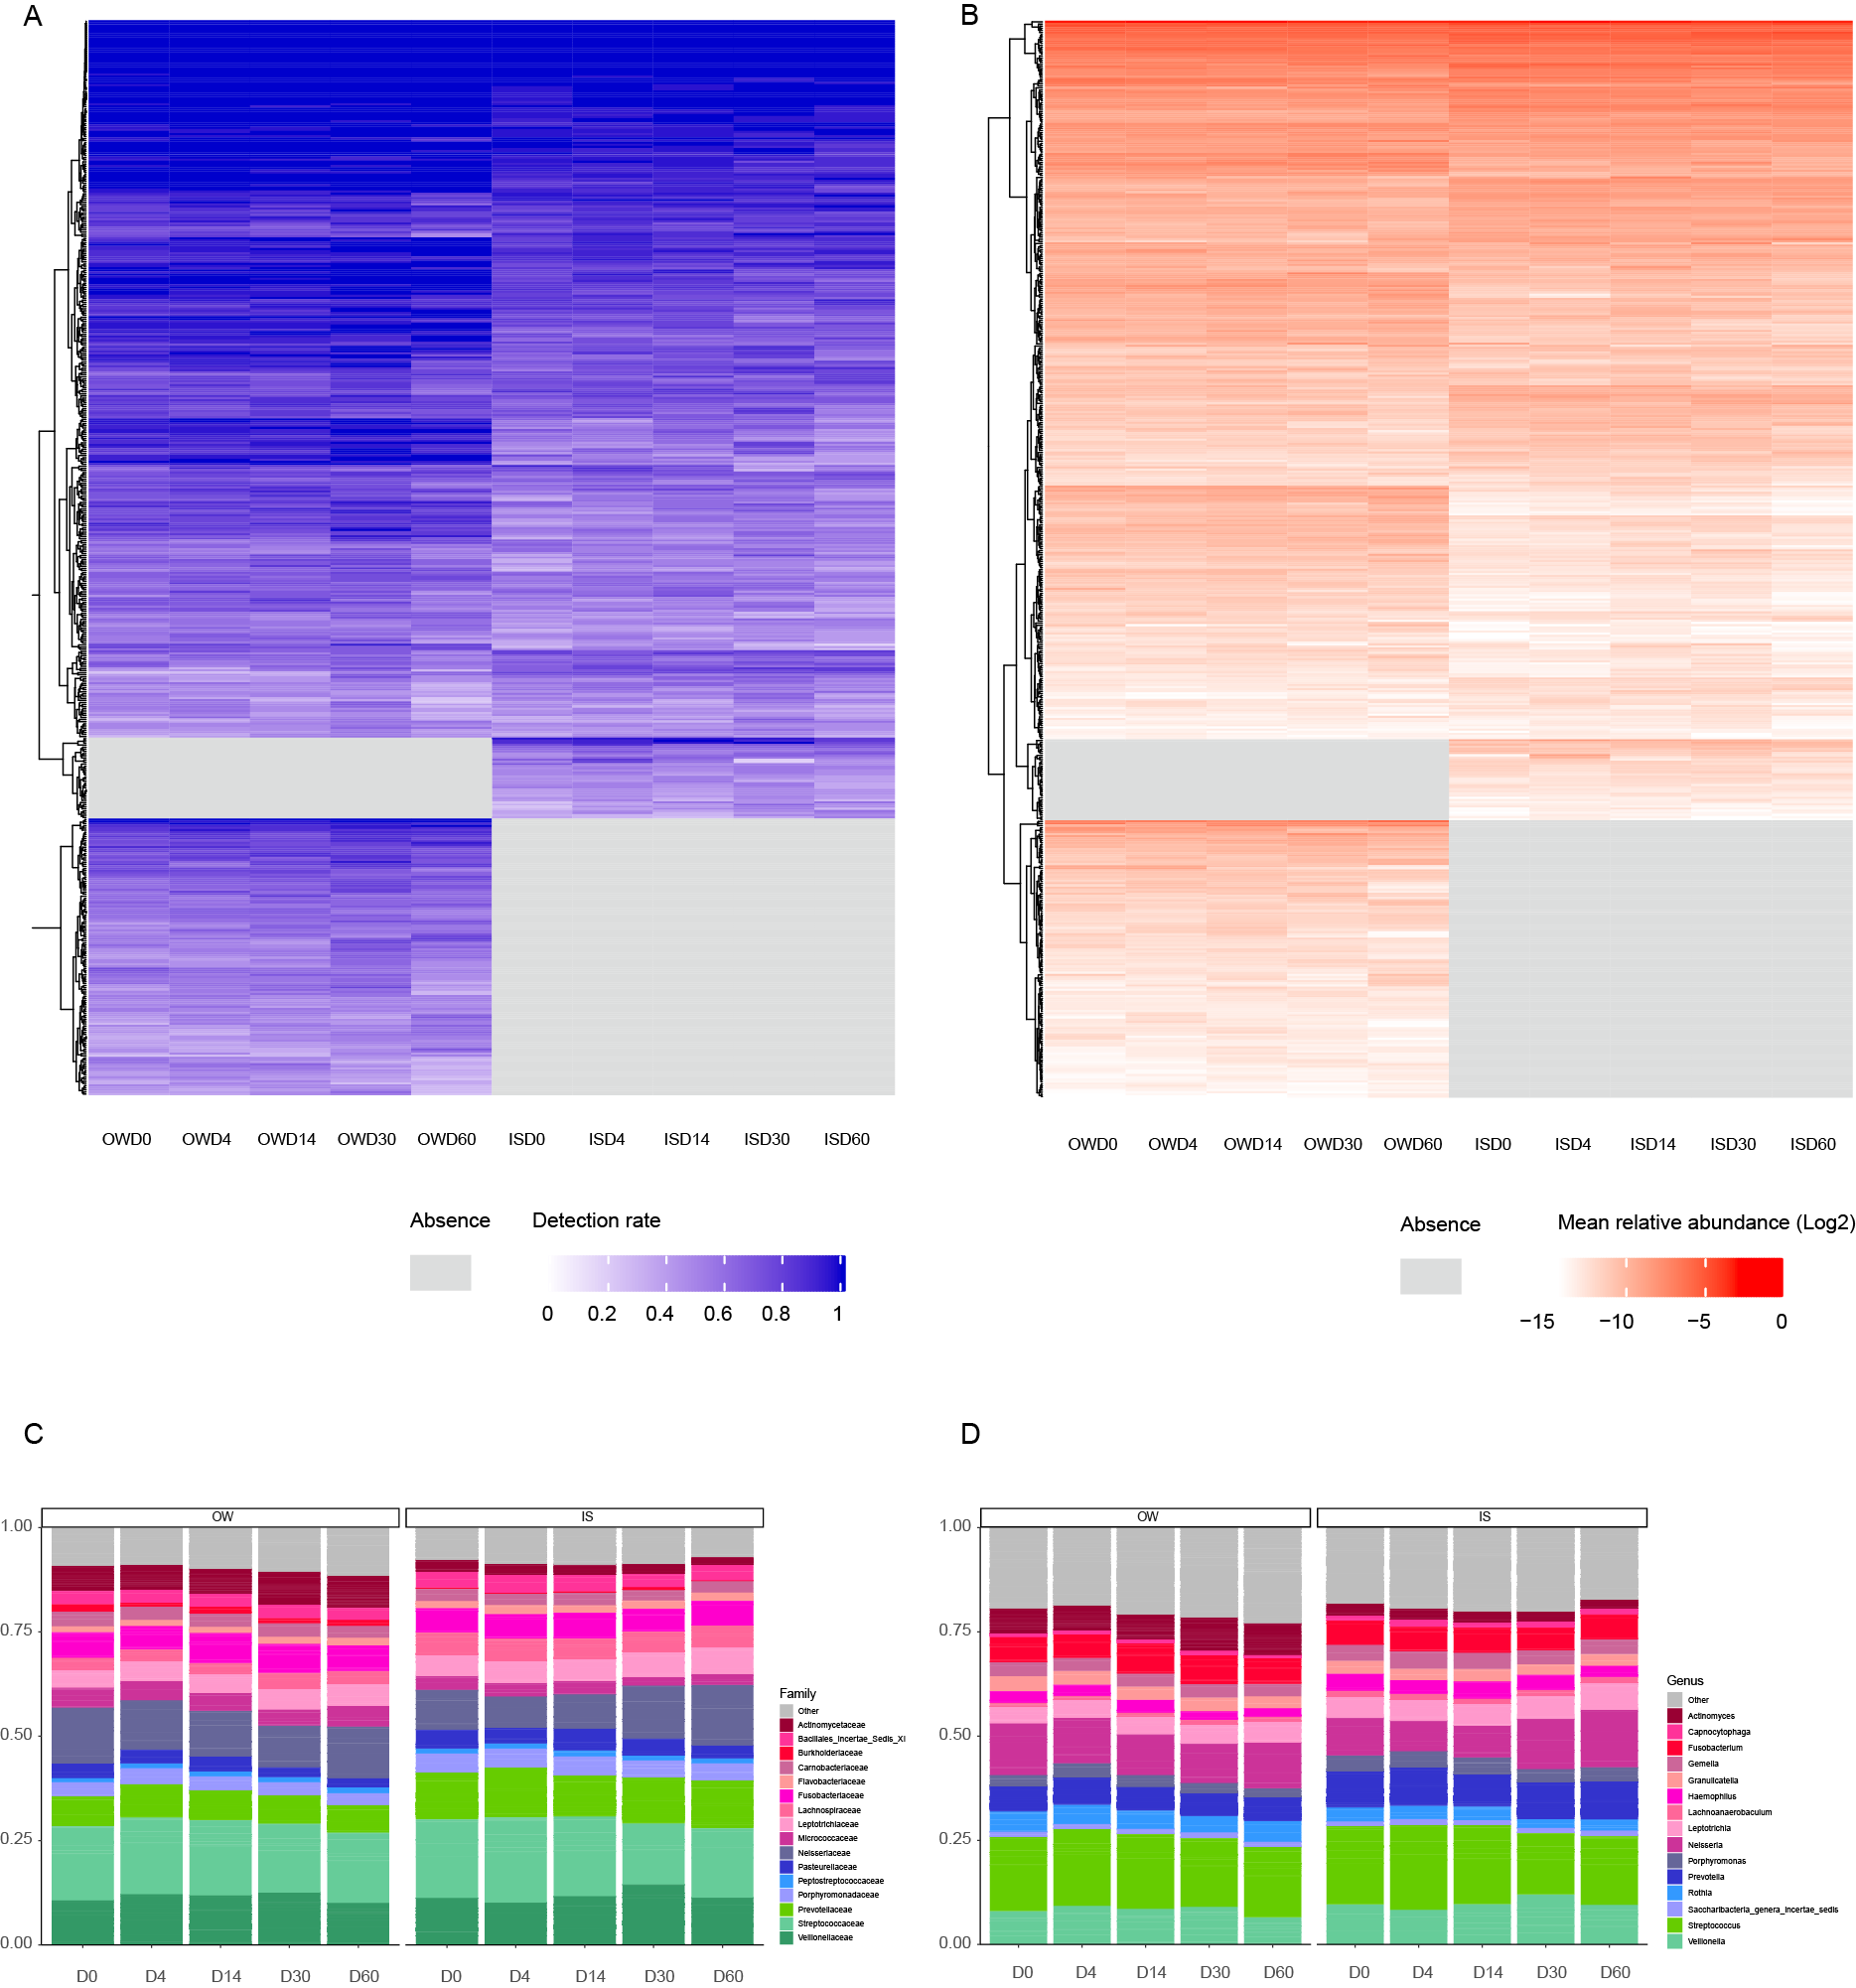 A
B
OWD0 OWD4 OWD14 OWD30 OWD60 ISD0 ISD4 ISD14 ISD30 ISD60
OWD0 OWD4 OWD14 OWD30 OWD60 ISD0 ISD4 ISD14 ISD30 ISD60
Absence Detection rate
0 0.2 0.4 0.6 0.8 1
Absence Mean relative abundance (Log2)
−15 −10 −5 0
C
D
OW IS
1.00
0.75
0.50
0.25
0.00
D0 D4 D14 D30 D60 D0 D4 D14 D30 D60
Family
Other
Actinomycetaceae
Bacillales_Incertae_Sedis_XI
Burkholderiaceae
Carnobacteriaceae
Flavobacteriaceae
Fusobacteriaceae
Lachnospiraceae
Leptotrichiaceae
Micrococcaceae
Neisseriaceae
Pasteurellaceae
Peptostreptococcaceae
Porphyromonadaceae
Prevotellaceae
Streptococcaceae
Veillonellaceae
OW IS
1.00
0.75
0.50
0.25
0.00
D0 D4 D14 D30 D60 D0 D4 D14 D30 D60
Genus
Other
Actinomyces
Capnocytophaga
Fusobacterium
Gemella
Granulicatella
Haemophilus
Lachnoanaerobaculum
Leptotrichia
Neisseria
Porphyromonas
Prevotella
Rothia
Saccharibacteria_genera_incertae_sedis
Streptococcus
Veillonella